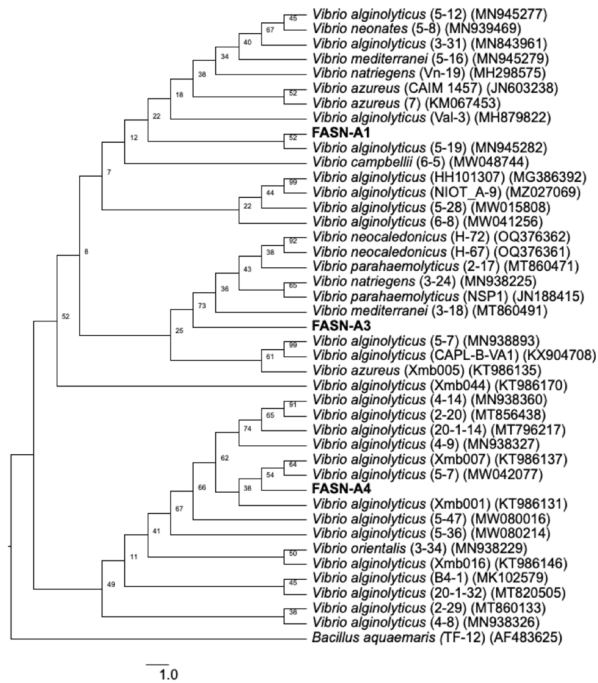 Vibrio alginolyticus (5-12) (MN945277)
Vibrio neonates (5-8) (MN939469)
Vibrio alginolyticus (3-31) (MN843961)
Vibrio mediterranei (5-16) (MN945279)
Vibrio natriegens (Vn-19) (MH298575)
Vibrio azureus (CAIM 1457) (JN603238)
Vibrio azureus (7) (KM067453)
Vibrio alginolyticus (Val-3) (MH879822)
FASN-A1
Vibrio alginolyticus (5-19) (MN945282)
Vibrio campbellii (6-5) (MW048744)
Vibrio alginolyticus (HH101307) (MG386392)
Vibrio alginolyticus (NIOT_A-9) (MZ027069)
Vibrio alginolyticus (5-28) (MW015808)
Vibrio alginolyticus (6-8) (MW041256)
Vibrio neocaledonicus (H-72) (OQ376362)
Vibrio neocaledonicus (H-67) (OQ376361)
Vibrio parahaemolyticus (2-17) (MT860471)
Vibrio natriegens (3-24) (MN938225)
Vibrio parahaemolyticus (NSP1) (JN188415)
Vibrio mediterranei (3-18) (MT860491)
FASN-A3
Vibrio alginolyticus (5-7) (MN938893)
Vibrio alginolyticus (CAPL-B-VA1) (KX904708)
Vibrio azureus (Xmb005) (KT986135)
Vibrio alginolyticus (Xmb044) (KT986170)
Vibrio alginolyticus (4-14) (MN938360)
Vibrio alginolyticus (2-20) (MT856438)
Vibrio alginolyticus (20-1-14) (MT796217)
Vibrio alginolyticus (4-9) (MN938327)
Vibrio alginolyticus (Xmb007) (KT986137)
Vibrio alginolyticus (5-7) (MW042077)
FASN-A4
Vibrio alginolyticus (Xmb001) (KT986131)
Vibrio alginolyticus (5-47) (MW080016)
Vibrio alginolyticus (5-36) (MW080214)
Vibrio orientalis (3-34) (MN938229)
Vibrio alginolyticus (Xmb016) (KT986146)
Vibrio alginolyticus (B4-1) (MK102579)
Vibrio alginolyticus (20-1-32) (MT820505)
Vibrio alginolyticus (2-29) (MT860133)
Vibrio alginolyticus (4-8) (MN938326)
Bacillus aquaemaris (TF-12) (AF483625)
45
67
40
34
38
52
18
22
52
12
7
99
44
22
92
38
43
65
36
73
25
99
61
52
91
65
74
62
64
54
38
66
67
41
50
11
45
49
38
1.0